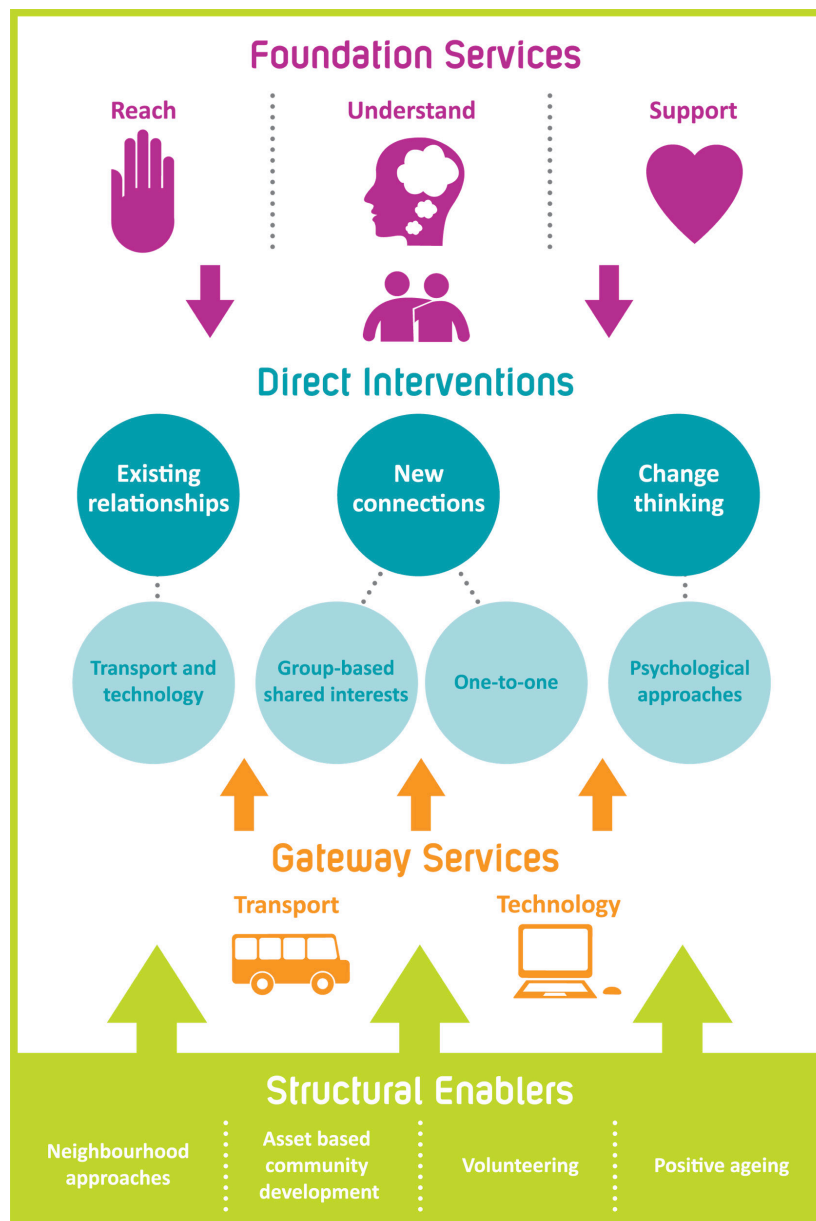 Foundation Services
Reach
Understand
Support
Direct Interventions
Existing
relationships
New
connections
Change
thinking
Transport and
technology
Group-based
shared interests
One-to-one
Psychological
approaches
Gateway Services
Transport
Technology
Structural Enablers
Neighbourhood
approaches
Asset based
community
development
Volunteering
Positive ageing